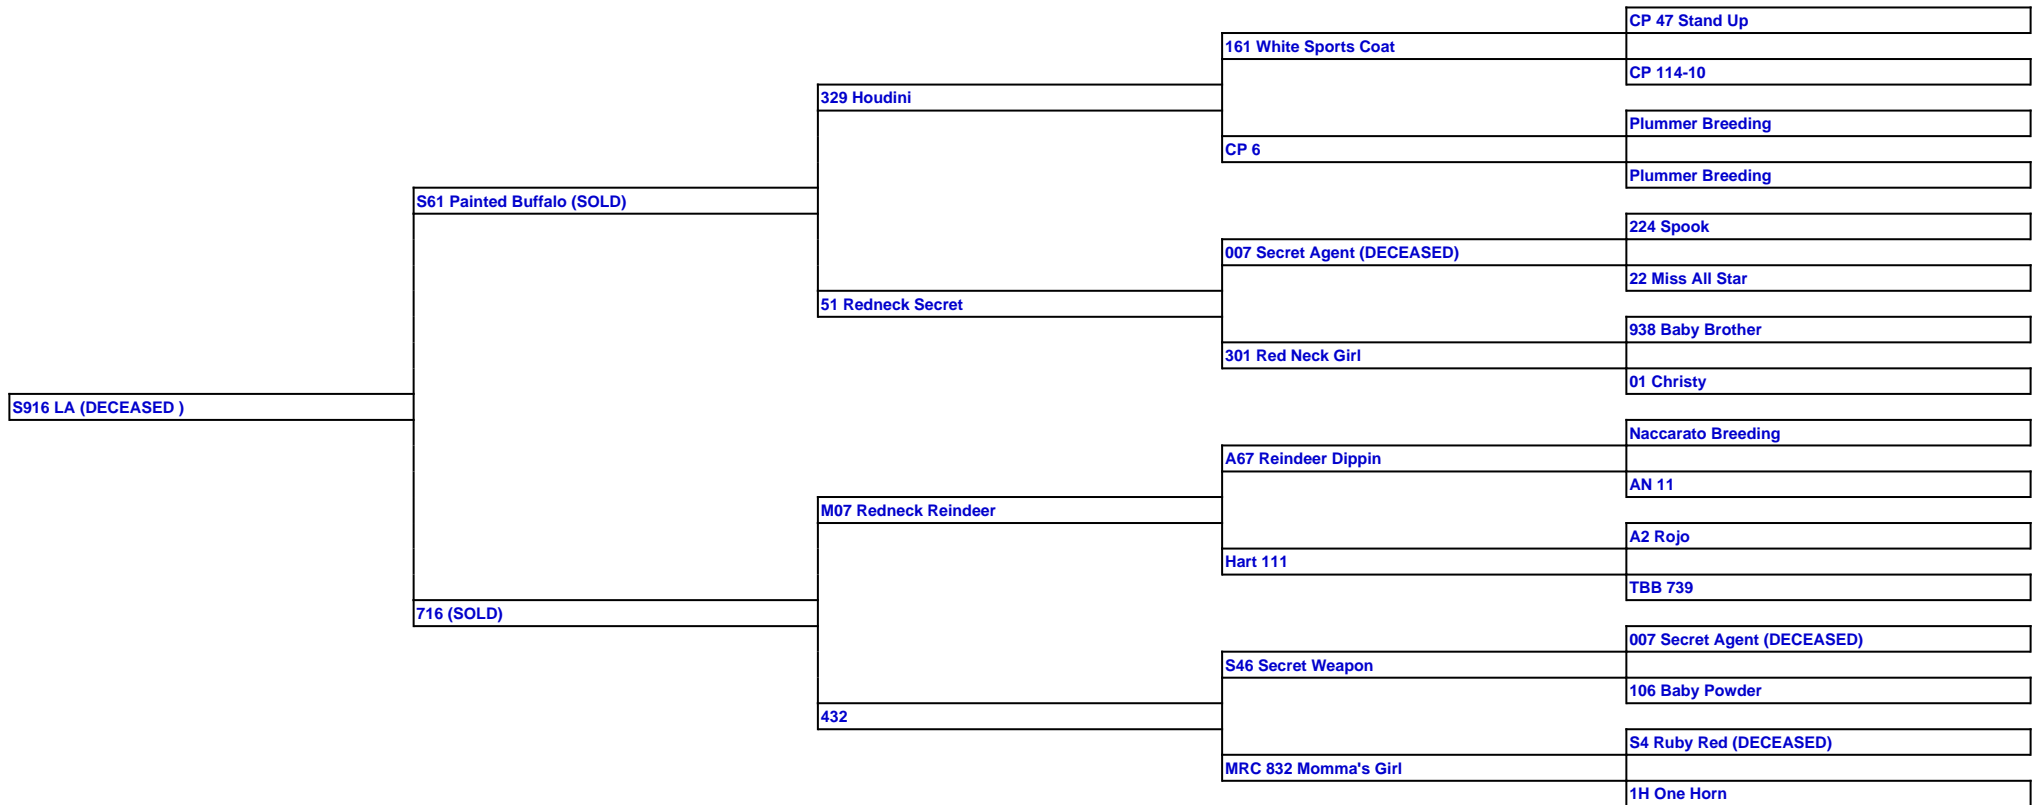 CP 47 Stand Up
161 White Sports Coat
CP 114-10
329 Houdini
Plummer Breeding
CP 6
Plummer Breeding
S61 Painted Buffalo (SOLD)
224 Spook
007 Secret Agent (DECEASED)
22 Miss All Star
51 Redneck Secret
938 Baby Brother
301 Red Neck Girl
01 Christy
S916 LA (DECEASED )
Naccarato Breeding
A67 Reindeer Dippin
AN 11
M07 Redneck Reindeer
A2 Rojo
Hart 111
TBB 739
716 (SOLD)
007 Secret Agent (DECEASED)
S46 Secret Weapon
106 Baby Powder
432
S4 Ruby Red (DECEASED)
MRC 832 Momma's Girl
1H One Horn